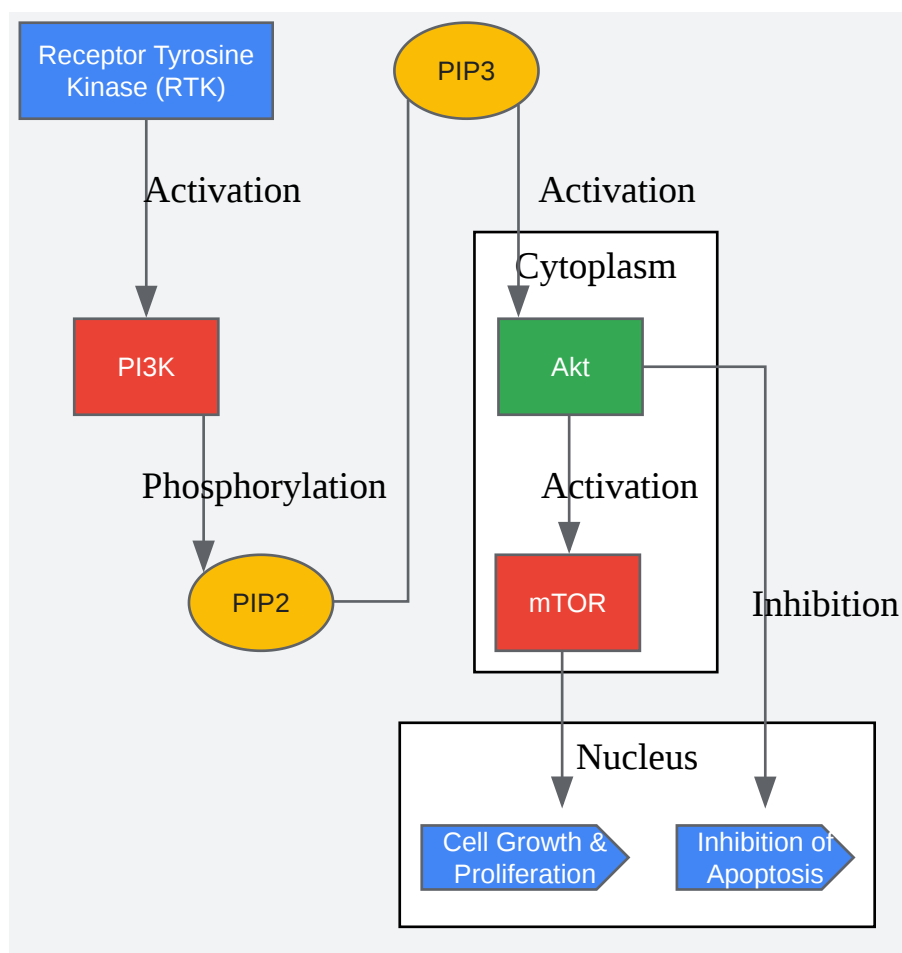 Receptor Tyrosine
Kinase (RTK)
PIP3
Activation
Activation
Cytoplasm
PI3K
Akt
Phosphorylation
Activation
PIP2
mTOR
Inhibition
Nucleus
Cell Growth &
Proliferation
Inhibition of
Apoptosis